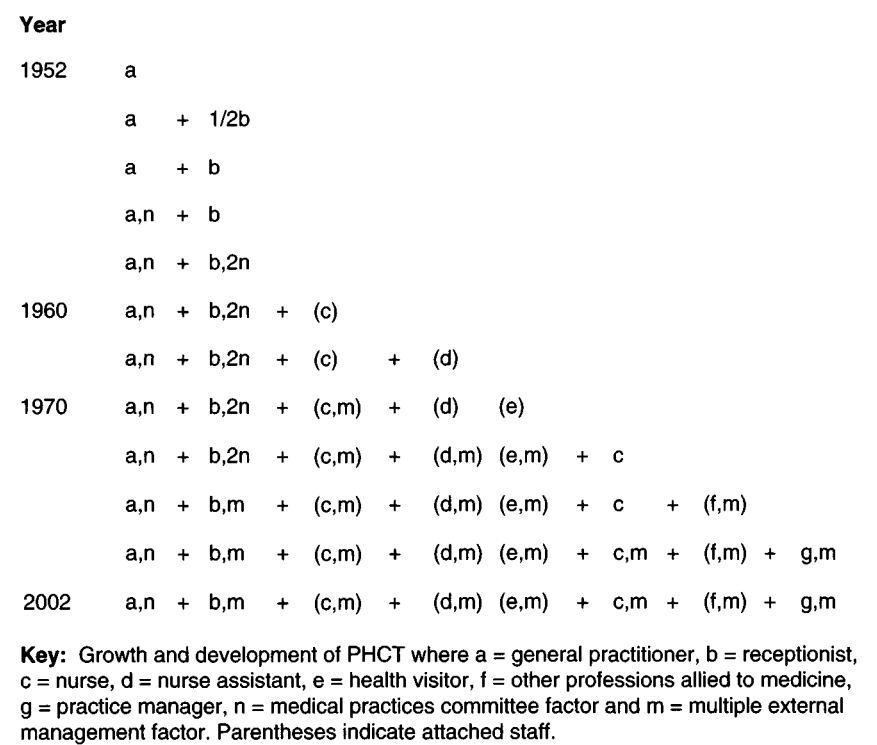 Year
1952 a
a + 1/2b
a + b
a,n + b
a,n + b,2n
1960 a,n + b,2n + (c)
a,n + b,2n + (c) + (d)
1970 a,n + b,2n + (c,m) + (d) (e)
a,n + b,2n + (c,m) + (d,m) (e,m) + c
a,n + b,m + (c,m) + (d,m) (e,m) + c + (f,m)
a,n + b,m + (c,m) + (d,m) (e,m) + c,m + (f,m) + g,m
2002 a,n + b,m + (c,m) + (d,m) (e,m) + c,m + (f,m) + g,m
Key: Growth and development of PHCT where a = general practitioner, b = receptionist,
c = nurse, d = nurse assistant, e = health visitor, f = other professions allied to medicine,
g = practice manager, n = medical practices committee factor and m = multiple external
management factor. Parentheses indicate attached staff.